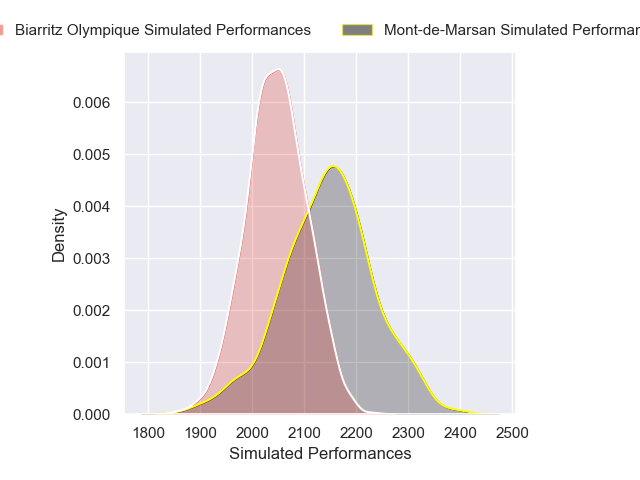 Biarritz Olympique Simulated Performances
Mont-de-Marsan Simulated
Density
0.006
0.005
0.004
0.003
0.002
0.001
0.000
1800 1900 2000 2100 2200 2300 2400 2500
Simulated Performances